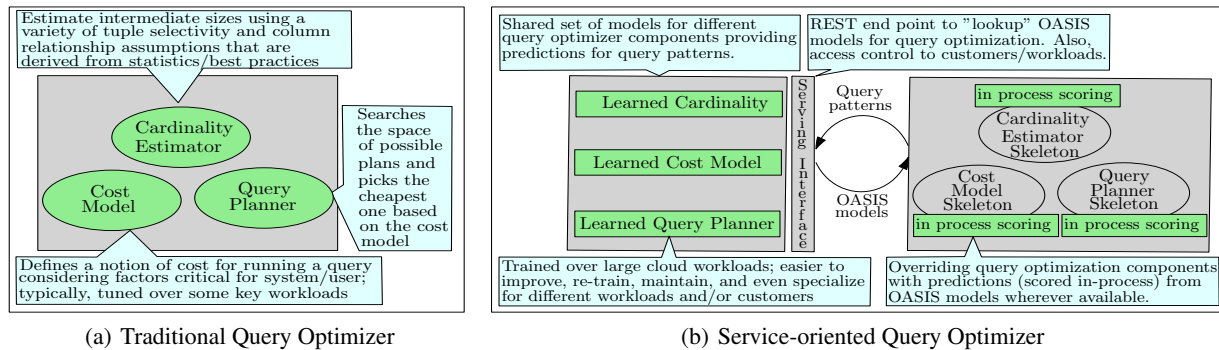 Estimate intermediate sizes using a
variety of tuple selectivity and column
relationship assumptions that are
derived from statistics/best practices
Cardinality
Estimator
Cost
Model
Query
Planner
Searches
the space
of possible
plans and
picks the
cheapest
one based
on the cost
model
Defines a notion of cost for running a query
considering factors critical for system/user;
typically, tuned over some key workloads
(a) Traditional Query Optimizer
Shared set of models for different
query optimizer components providing
predictions for query patterns.
REST end point to ”lookup” OASIS
models for query optimization. Also,
access control to customers/workloads.
Learned Cardinality
Learned Cost Model
Learned Query Planner
Serving Interface
Query
patterns
OASIS
models
in process scoring
Cardinality
Estimator
Skeleton
Cost
Model
Skeleton
in process scoring
Query
Planner
Skeleton
in process scoring
Trained over large cloud workloads; easier to
improve, re-train, maintain, and even specialize
for different workloads and/or customers
Overriding query optimization components
with predictions (scored in-process) from
OASIS models wherever available.
(b) Service-oriented Query Optimizer